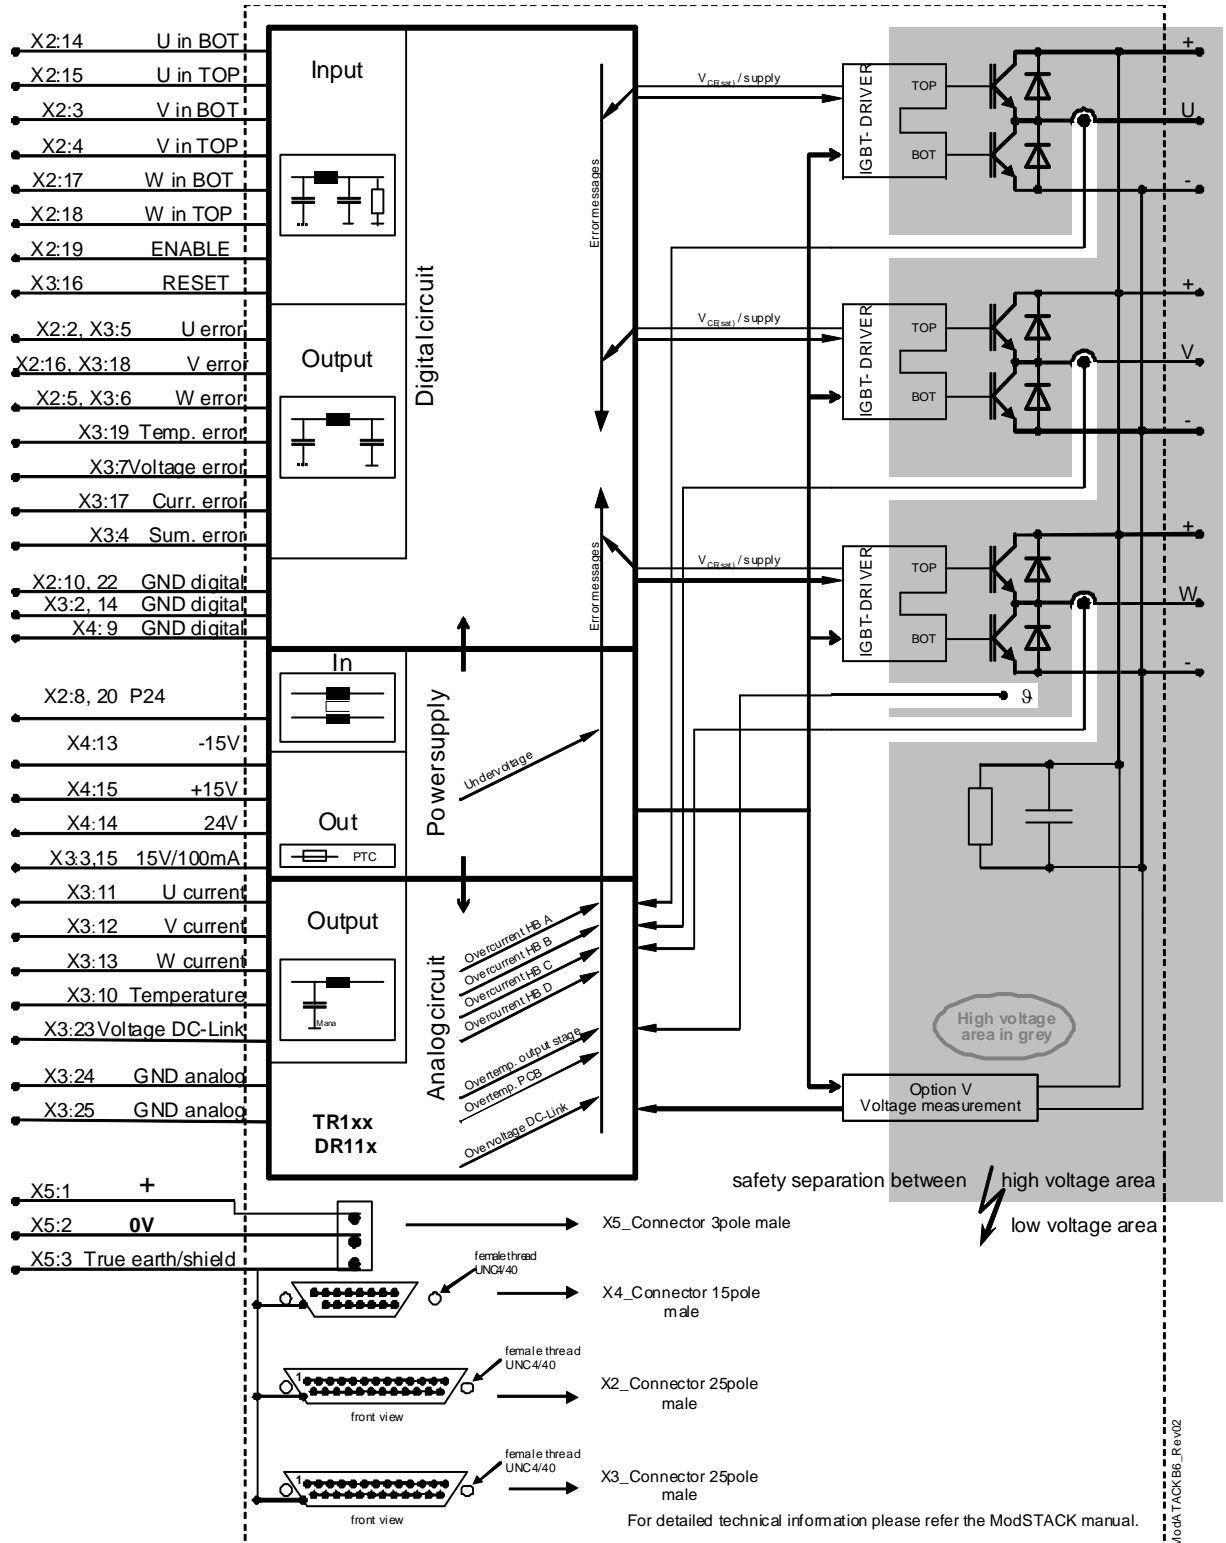 X2:14 U in BOT
X2:15 U in TOP
X2:3 V in BOT
X2:4 V in TOP
X2:17 W in BOT
X2:18 W in TOP
X2:19 ENABLE
X3:16 RESET
X2:2, X3:5 U error
X2:16, X3:18 V error
X2:5, X3:6 W error
X3:19 Temp. error
X3:7 Voltage error
X3:17 Curr. error
X3:4 Sum. error
X2:10, 22 GND digital
X3:2, 14 GND digital
X4: 9 GND digital
X2:8, 20 P24
X4:13 -15V
X4:15 +15V
X4:14 24V
X3:3,15 15V/100mA
X3:11 U current
X3:12 V current
X3:13 W current
X3:10 Temperature
X3:23 Voltage DC-Link
X3:24 GND analog
X3:25 GND analog
X5:1 +
X5:2 0V
X5:3 True earth/shield
Input
Output
Digital circuit
In
Out
PTC
Power supply
Output
Mana
Analog circuit
TR1xx
DR11x
Error messages
Error messages
Undervoltage
Overcurrent HB A
Overcurrent HB B
Overcurrent HB C
Overcurrent HB D
Overtemp. output stage
Overtemp. PCB
Overvoltage DC-Link
VCE(sat) / supply
IGBT- DRIVER
TOP
BOT
+
U
-
VCE(sat) / supply
IGBT- DRIVER
TOP
BOT
+
V
-
VCE(sat) / supply
IGBT- DRIVER
TOP
BOT
+
W
-
ϑ
High voltage
area in grey
Option V
Voltage measurement
safety separation between high voltage area
low voltage area
X5_Connector 3pole male
female thread
UNC4/40
X4_Connector 15pole
male
1
female thread
UNC4/40
X2_Connector 25pole
male
front view
1
female thread
UNC4/40
X3_Connector 25pole
male
front view
For detailed technical information please refer the ModSTACK manual.
ModATACK B6_Rev02